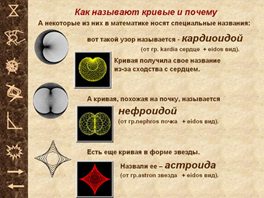 Как называют кривые и почему
А некоторые из них в математике носят специальные названия:
вот такой узор называется - кардиоидой
(от гр. kardia сердце + eidos вид).
Кривая получила свое название
из-за сходства с сердцем.
А кривая, похожая на почку, называется
нефроидой
(от гр.nephros почка + eidos вид).
Есть еще кривая в форме звезды.
Назвали ее – астроида
(от гр.astron звезда + eidos вид).